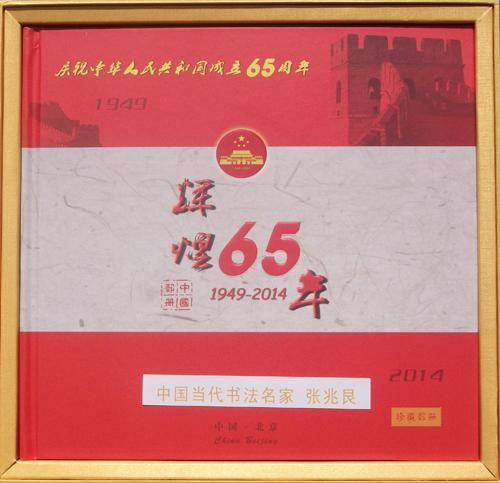 庆祝中华人民共和国成立65周年
1949
辉煌65年
1949-2014
中國郵册
2014
中国当代书法名家 张兆良
珍藏邮册
中国·北京
China Beijing